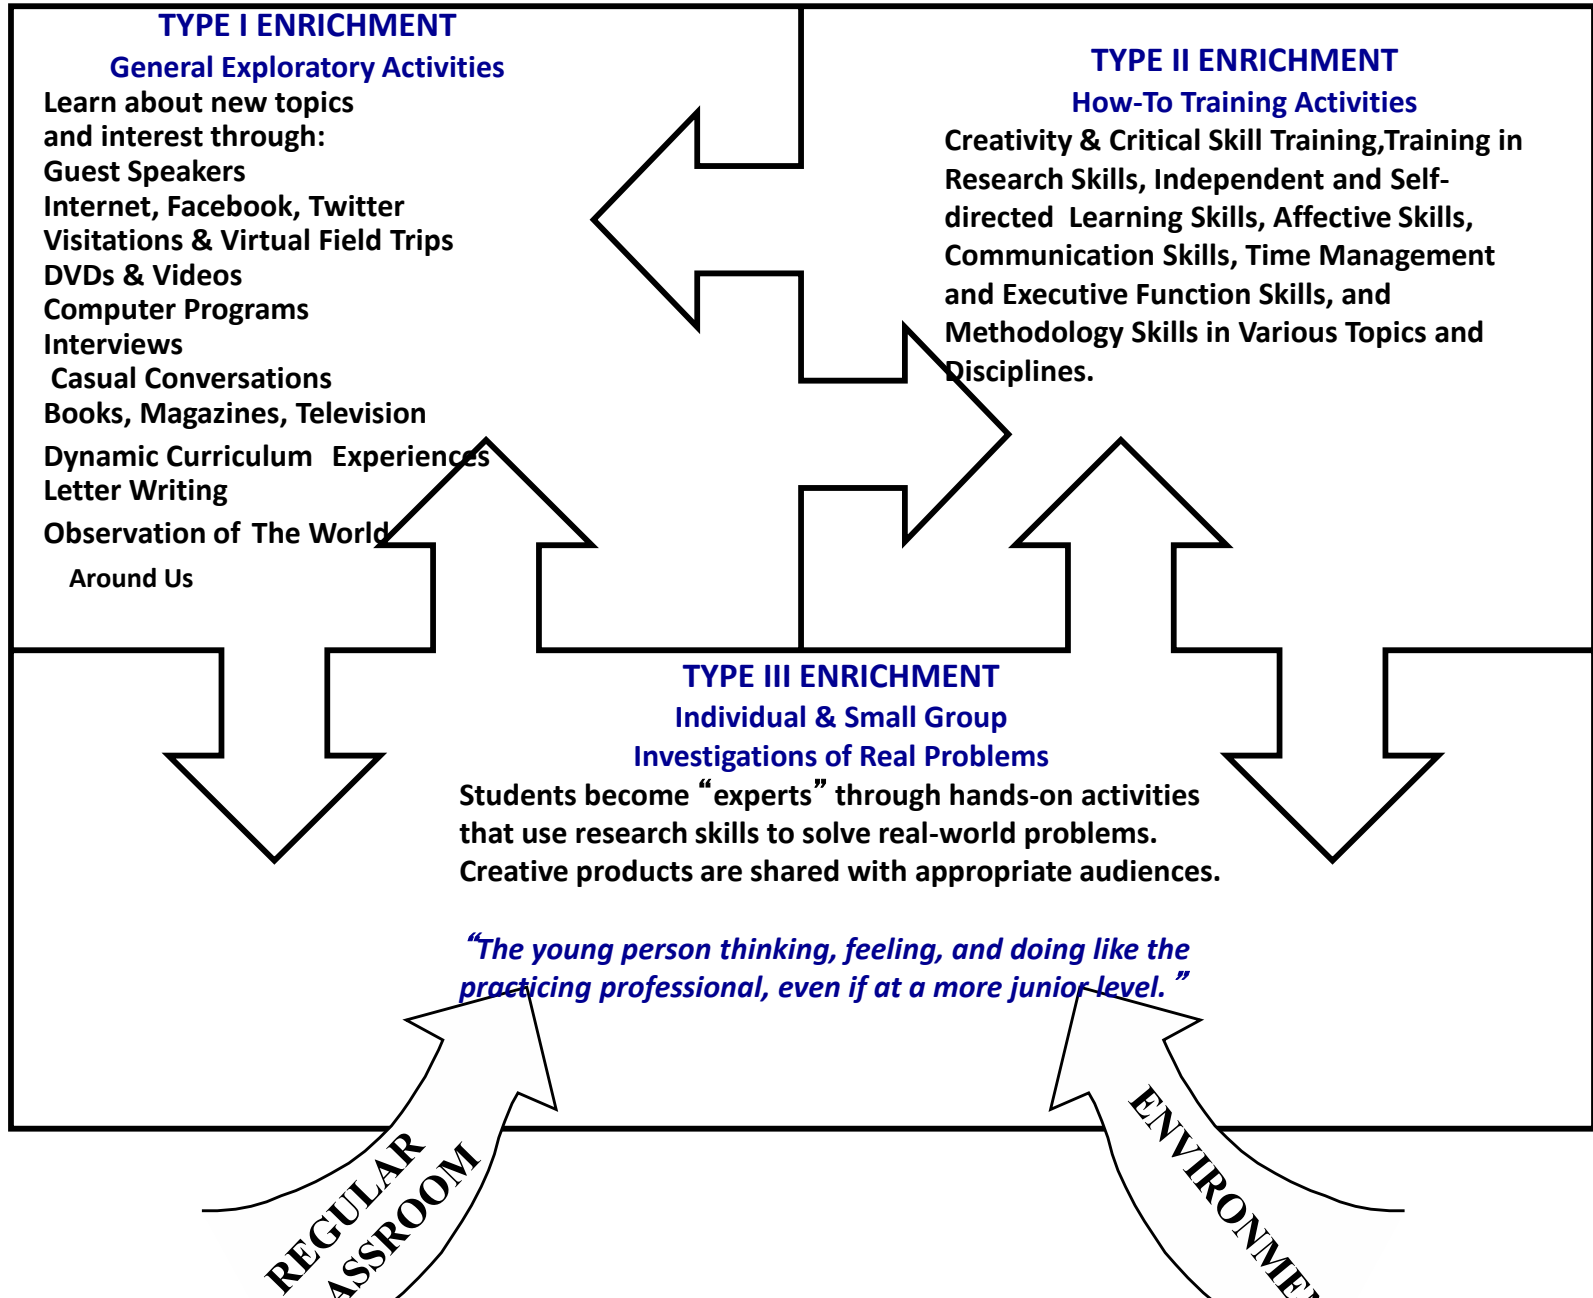 TYPE I ENRICHMENT
General Exploratory Activities
Learn about new topics
and interest through:
Guest Speakers
Internet, Facebook, Twitter
Visitations & Virtual Field Trips
DVDs & Videos
Computer Programs
Interviews
Casual Conversations
Books, Magazines, Television
Dynamic Curriculum Experiences
Letter Writing
Observation of The World
Around Us
TYPE II ENRICHMENT
How-To Training Activities
Creativity & Critical Skill Training,Training in
Research Skills, Independent and Self-
directed Learning Skills, Affective Skills,
Communication Skills, Time Management
and Executive Function Skills, and
Methodology Skills in Various Topics and
Disciplines.
TYPE III ENRICHMENT
Individual & Small Group
Investigations of Real Problems
Students become “experts” through hands-on activities
that use research skills to solve real-world problems.
Creative products are shared with appropriate audiences.
“The young person thinking, feeling, and doing like the
practicing professional, even if at a more junior level.”
REGULAR
ASSROOM
ENVIRONME